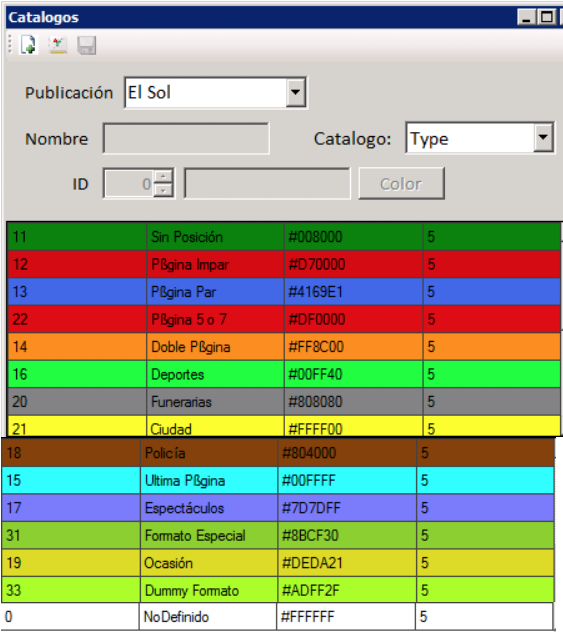 Catalogos
Publicación El Sol
Nombre Catalogo: Type
ID 0 Color
11 Sin Posición #008000 5
12 Pßgina Impar #D70000 5
13 Pßgina Par #4169E1 5
22 Pßgina 5 o 7 #DF0000 5
14 Doble Pßgina #FF8C00 5
16 Deportes #00FF40 5
20 Funerarias #808080 5
21 Ciudad #FFFF00 5
18 Policía #804000 5
15 Ultima Pßgina #00FFFF 5
17 Espectáculos #7D7DFF 5
31 Formato Especial #8BCF30 5
19 Ocasión #DEDA21 5
33 Dummy Formato #ADFF2F 5
0 NoDefinido #FFFFFF 5